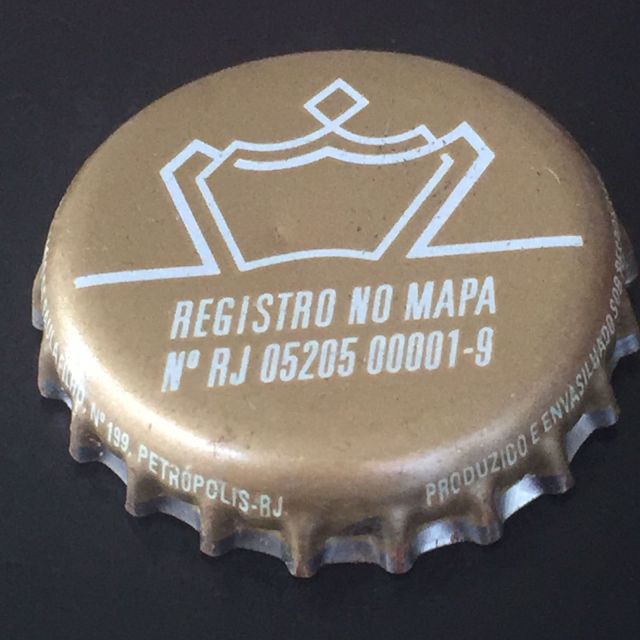 REGISTRO NO MAPA
Nº RJ 05205 00001-9
Nº 199, PETRÓPOLIS-RJ
PRODUZIDO E ENVASILHADO